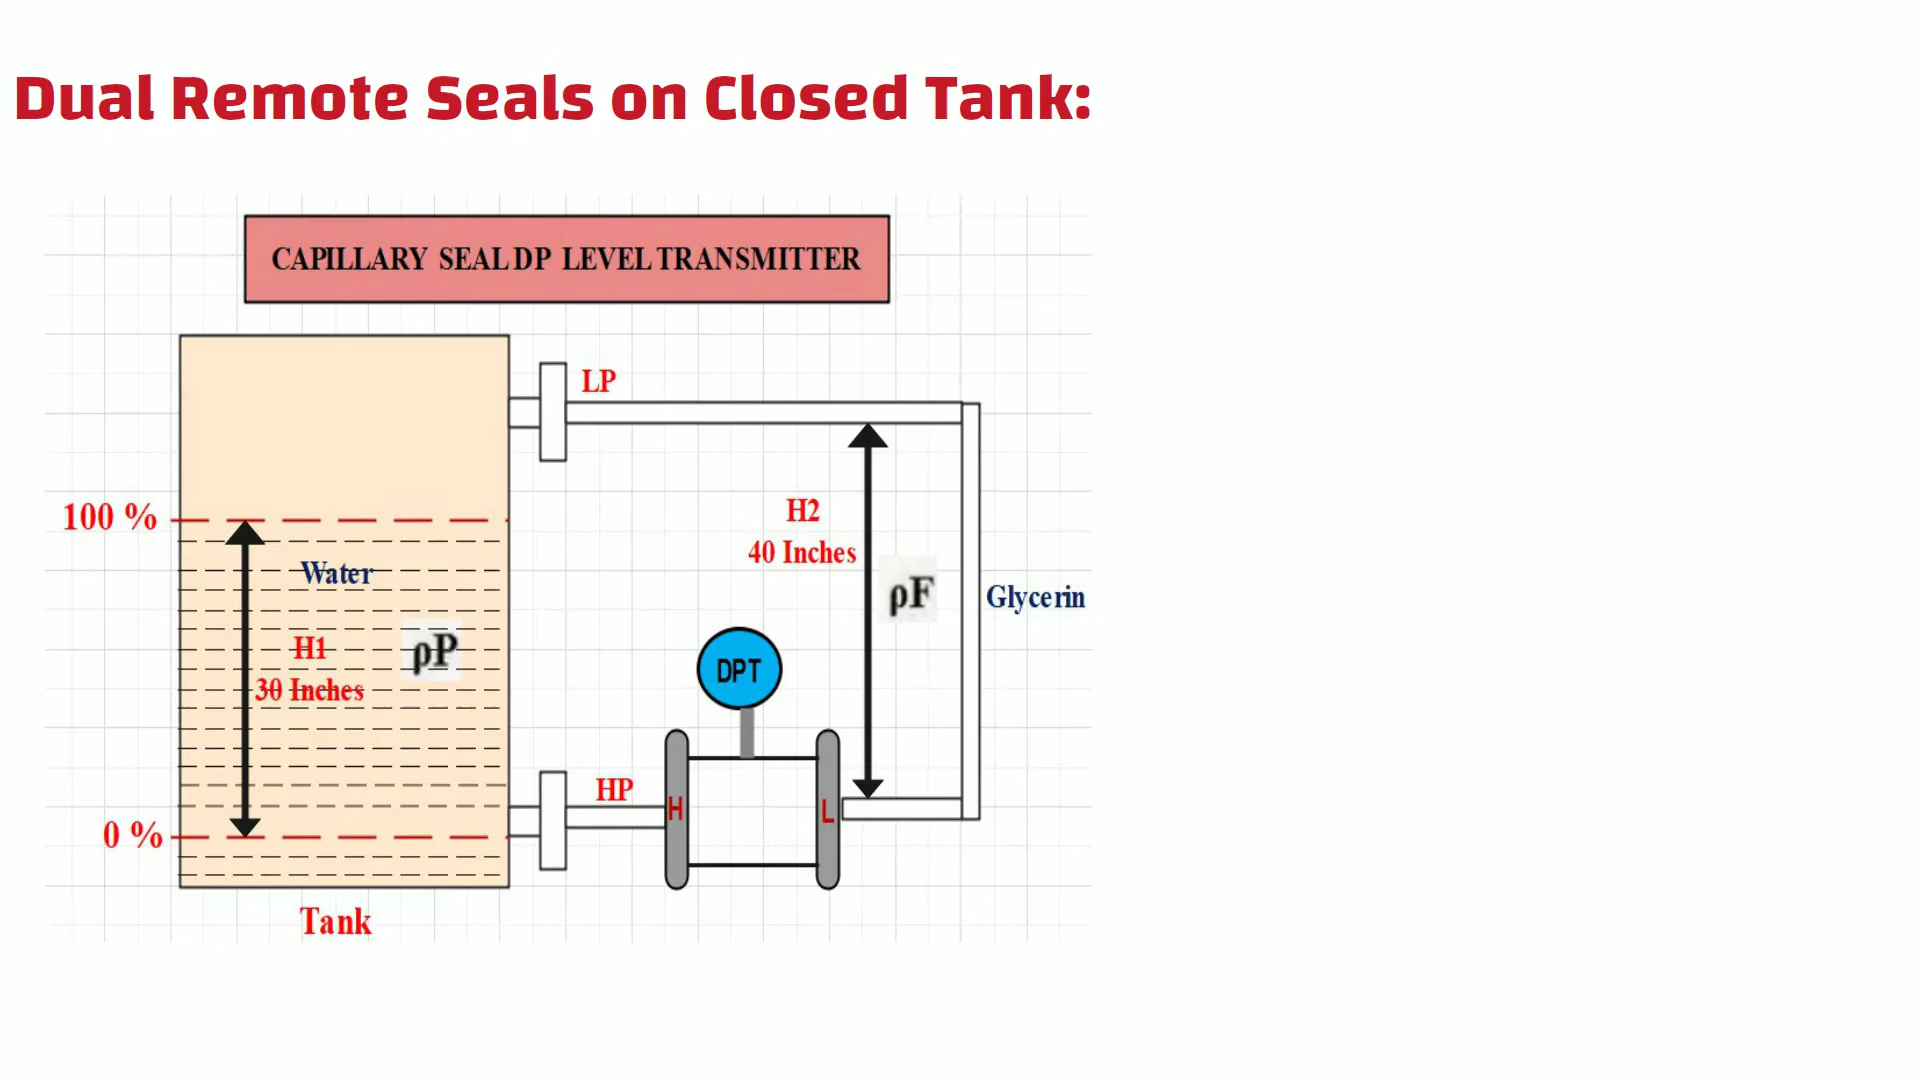 Dual Remote Seals on Closed Tank:
CAPILLARY SEAL DP LEVEL TRANSMITTER
LP
100 %
H2
40 Inches
Water
ρF
Glycerin
H1
30 Inches
ρP
DPT
HP
H
L
0 %
Tank